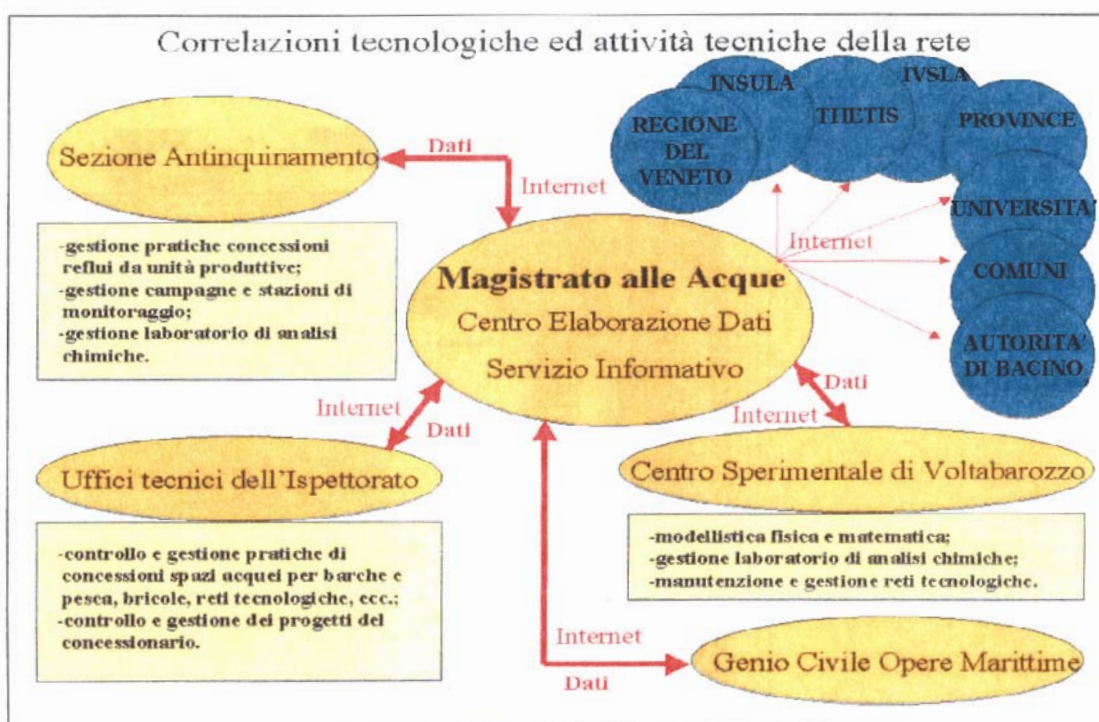 Correlazioni tecnologiche ed attività tecniche della rete
Sezione Antinquinamento
Dati
Internet
-gestione pratiche concessioni
reflui da unità produttive;
-gestione campagne e stazioni di
monitoraggio;
-gestione laboratorio di analisi
chimiche.
INSULA
IVSLA
REGIONE
DEL
VENETO
THETIS
PROVINCE
UNIVERSITA'
COMUNI
AUTORITA'
DI BACINO
Internet
Magistrato alle Acque
Centro Elaborazione Dati
Servizio Informativo
Internet
Dati
Dati
Internet
Uffici tecnici dell'Ispettorato
-controllo e gestione pratiche di
concessioni spazi acquei per barche e
pesca, bricole, reti tecnologiche, ecc.;
-controllo e gestione dei progetti del
concessionario.
Centro Sperimentale di Voltabarozzo
-modellistica fisica e matematica;
-gestione laboratorio di analisi chimiche;
-manutenzione e gestione reti tecnologiche.
Internet
Dati
Genio Civile Opere Marittime